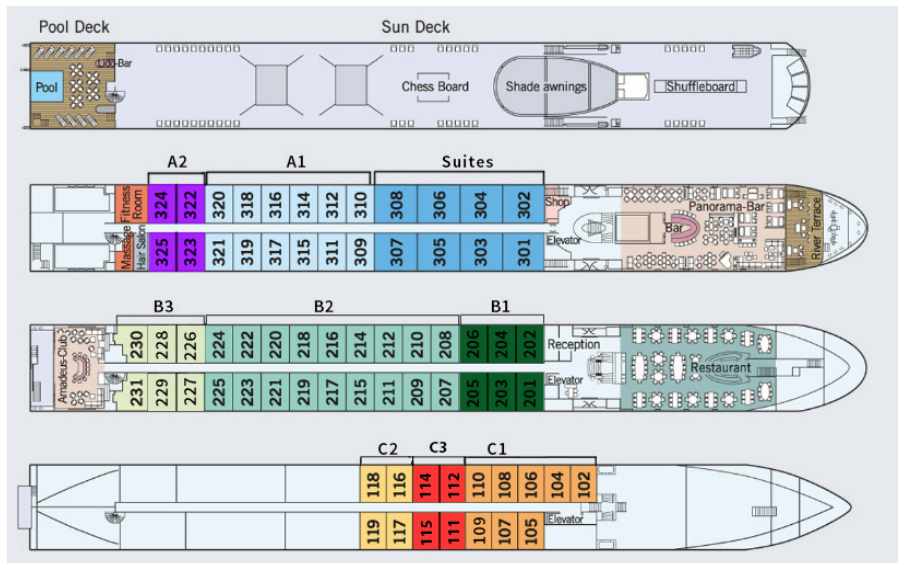 Pool Deck Sun Deck
Lido-Bar
Pool
Chess Board
Shade awnings
Shuffleboard
A2 A1 Suites
Fitness Room
324 322 320 318 316 314 312 310 308 306 304 302
Shop
Panorama-Bar
Bar
River Terrace
Massage
Hair Salon
325 323 321 319 317 315 311 309 307 305 303 301
Elevator
B3 B2 B1
Amadeus-Club
230 228 226 224 222 220 218 216 214 212 210 208 206 204 202
Reception
Restaurant
231 229 227 225 223 221 219 217 215 211 209 207 205 203 201
Elevator
C2 C3 C1
118 116 114 112 110 108 106 104 102
119 117 115 111 109 107 105
Elevator